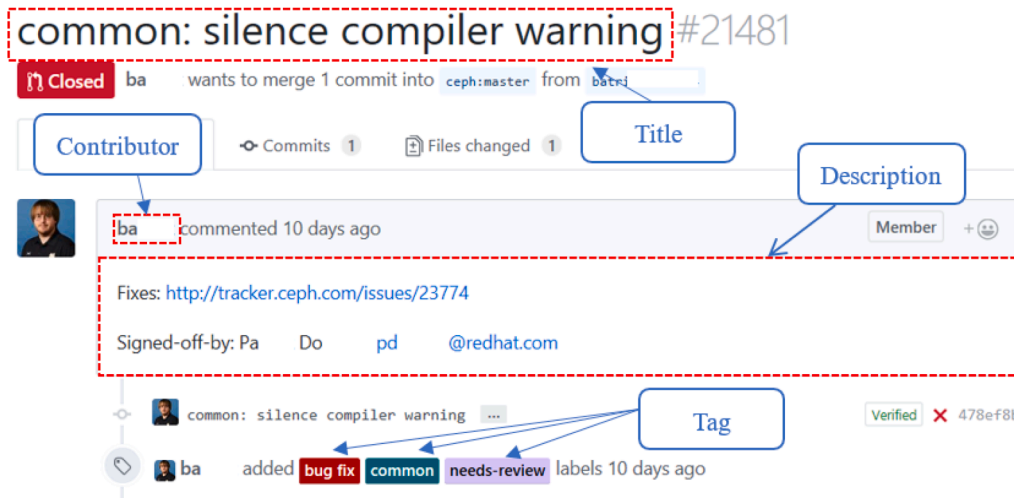 common: silence compiler warning #21481
Closed ba wants to merge 1 commit into ceph:master from batri
Contributor Commits 1 Files changed 1 Title
Description
ba commented 10 days ago Member
Fixes: http://tracker.ceph.com/issues/23774
Signed-off-by: Pa Do pd @redhat.com
common: silence compiler warning ... Verified 478ef8
Tag
ba added bug fix common needs-review labels 10 days ago